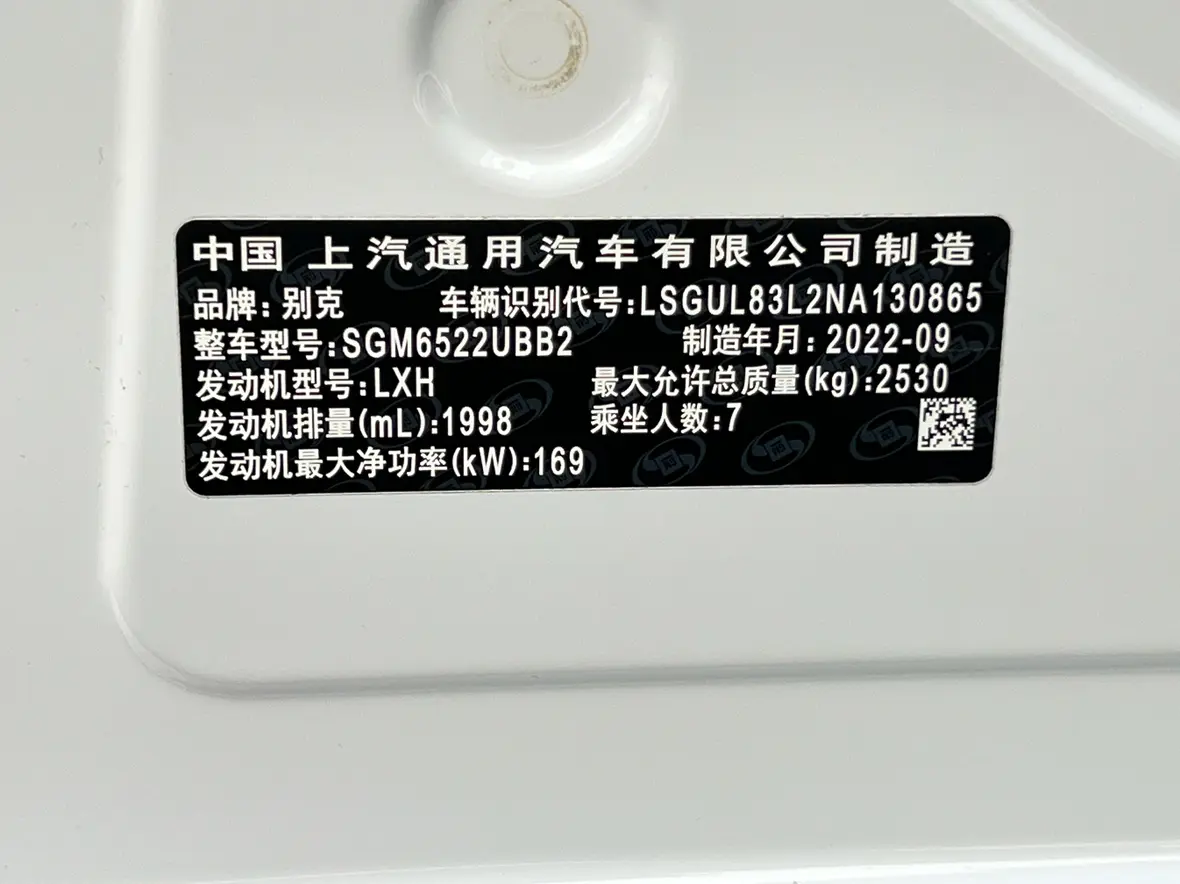 中国 上汽通用汽车有限公司制造
品牌: 别克 车辆识别代号:LSGUL83L2NA130865
整车型号:SGM6522UBB2 制造年月: 2022-09
发动机型号:LXH 最大允许总质量(kg):2530
发动机排量(mL):1998 乘坐人数:7
发动机最大净功率(kW):169